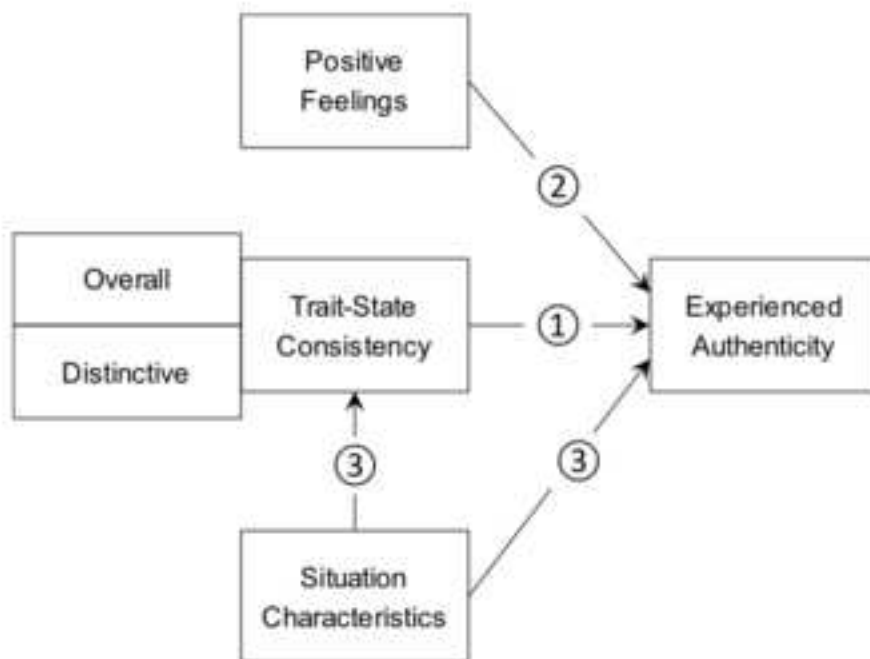 Positive
Feelings
②
Overall
Distinctive
Trait-State
Consistency
①
Experienced
Authenticity
③
③
Situation
Characteristics